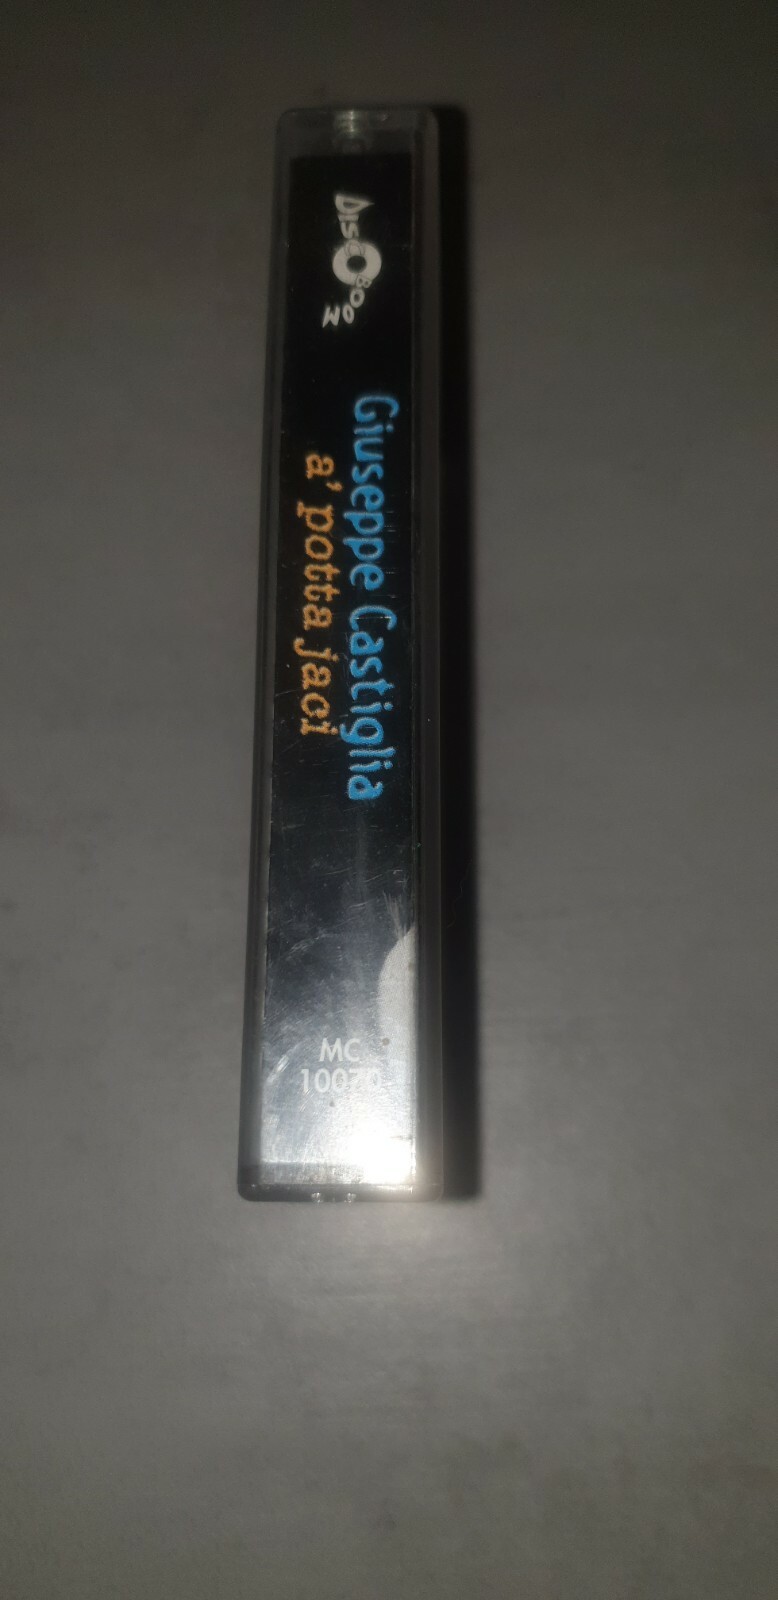 DISCOBOOM
Giuseppe Castiglia
a' potta jaci
MC
10070